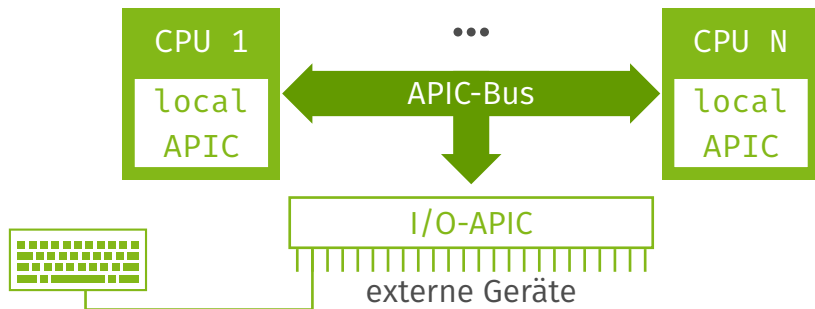 CPU 1
...
CPU N
local
APIC
APIC-Bus
local
APIC
I/O-APIC
externe Geräte